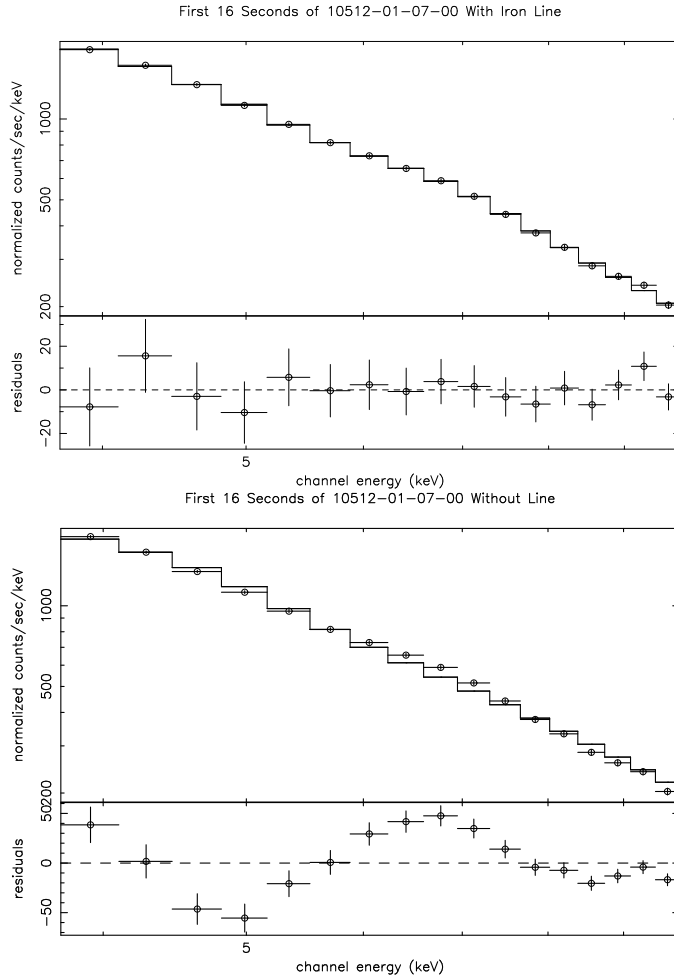 First 16 Seconds of 10512−01−07−00 With Iron Line
normalized counts/sec/keV
1000
500
200
residuals
20
0
−20
5
channel energy (keV)
First 16 Seconds of 10512−01−07−00 Without Line
normalized counts/sec/keV
1000
500
200
residuals
50
0
−50
5
channel energy (keV)